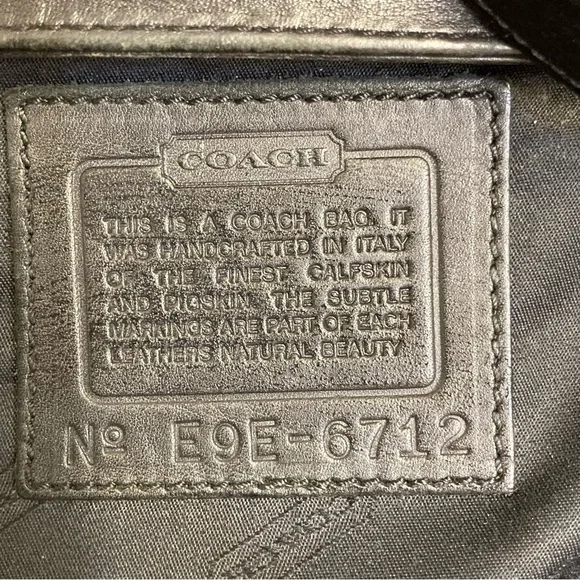 COACH
THIS IS A COACH BAG. IT
WAS HANDCRAFTED IN ITALY
OF THE FINEST CALFSKIN
AND PIGSKIN. THE SUBTLE
MARKINGS ARE PART OF EACH
LEATHERS NATURAL BEAUTY
Nº E9E-6712